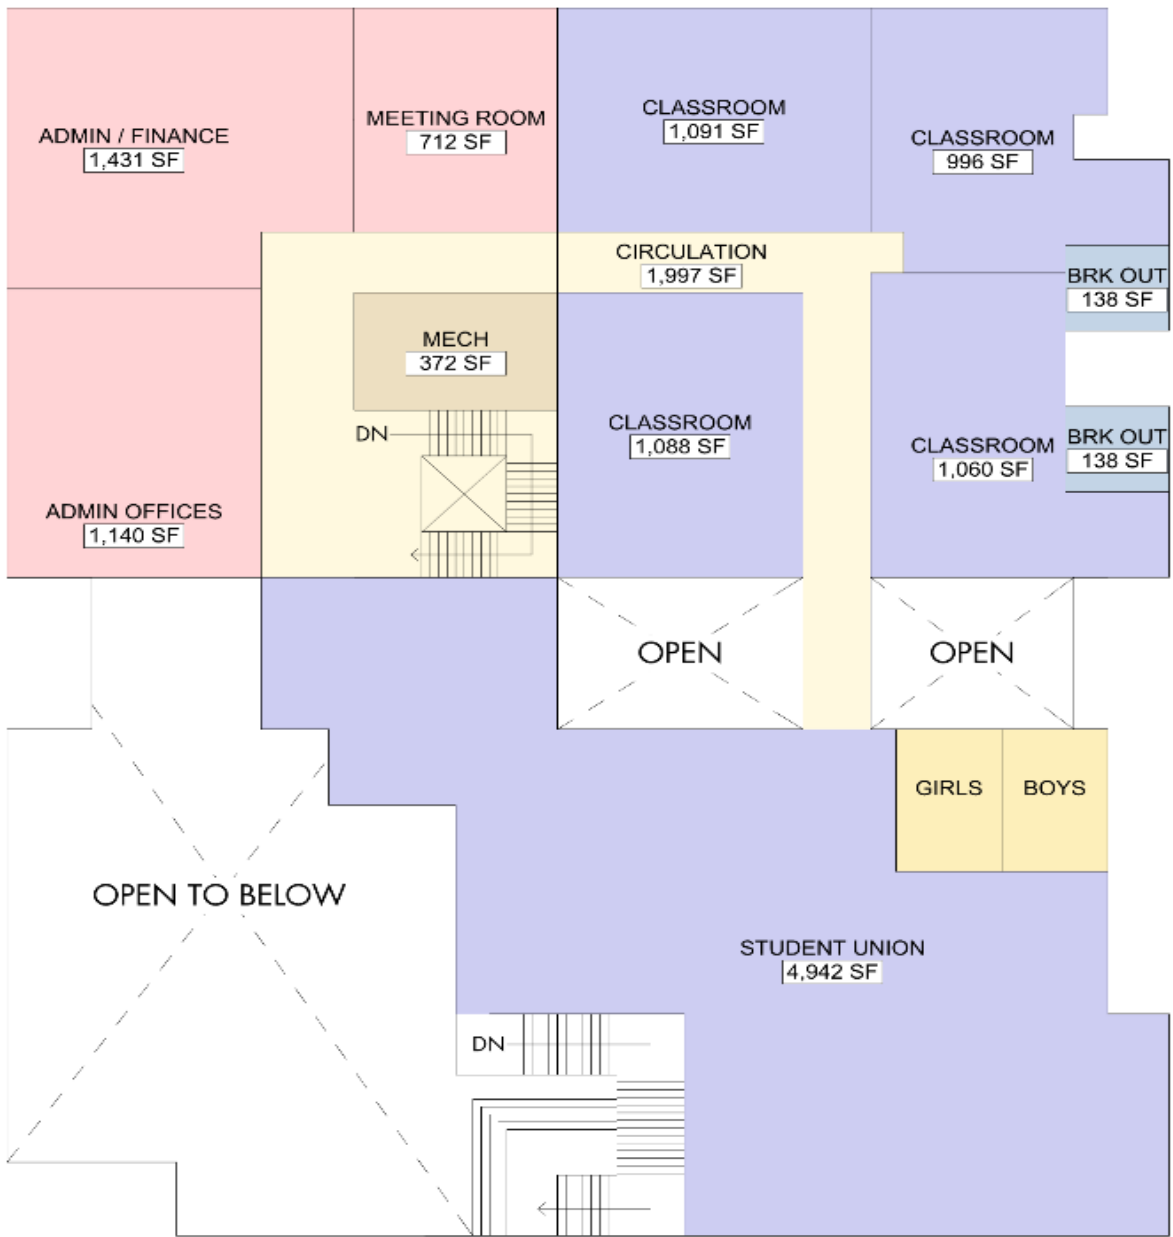 ADMIN / FINANCE
1,431 SF
MEETING ROOM
712 SF
CLASSROOM
1,091 SF
CLASSROOM
996 SF
CIRCULATION
1,997 SF
BRK OUT
138 SF
MECH
372 SF
DN
CLASSROOM
1,088 SF
CLASSROOM
1,060 SF
BRK OUT
138 SF
ADMIN OFFICES
1,140 SF
OPEN
OPEN
GIRLS
BOYS
OPEN TO BELOW
STUDENT UNION
4,942 SF
DN